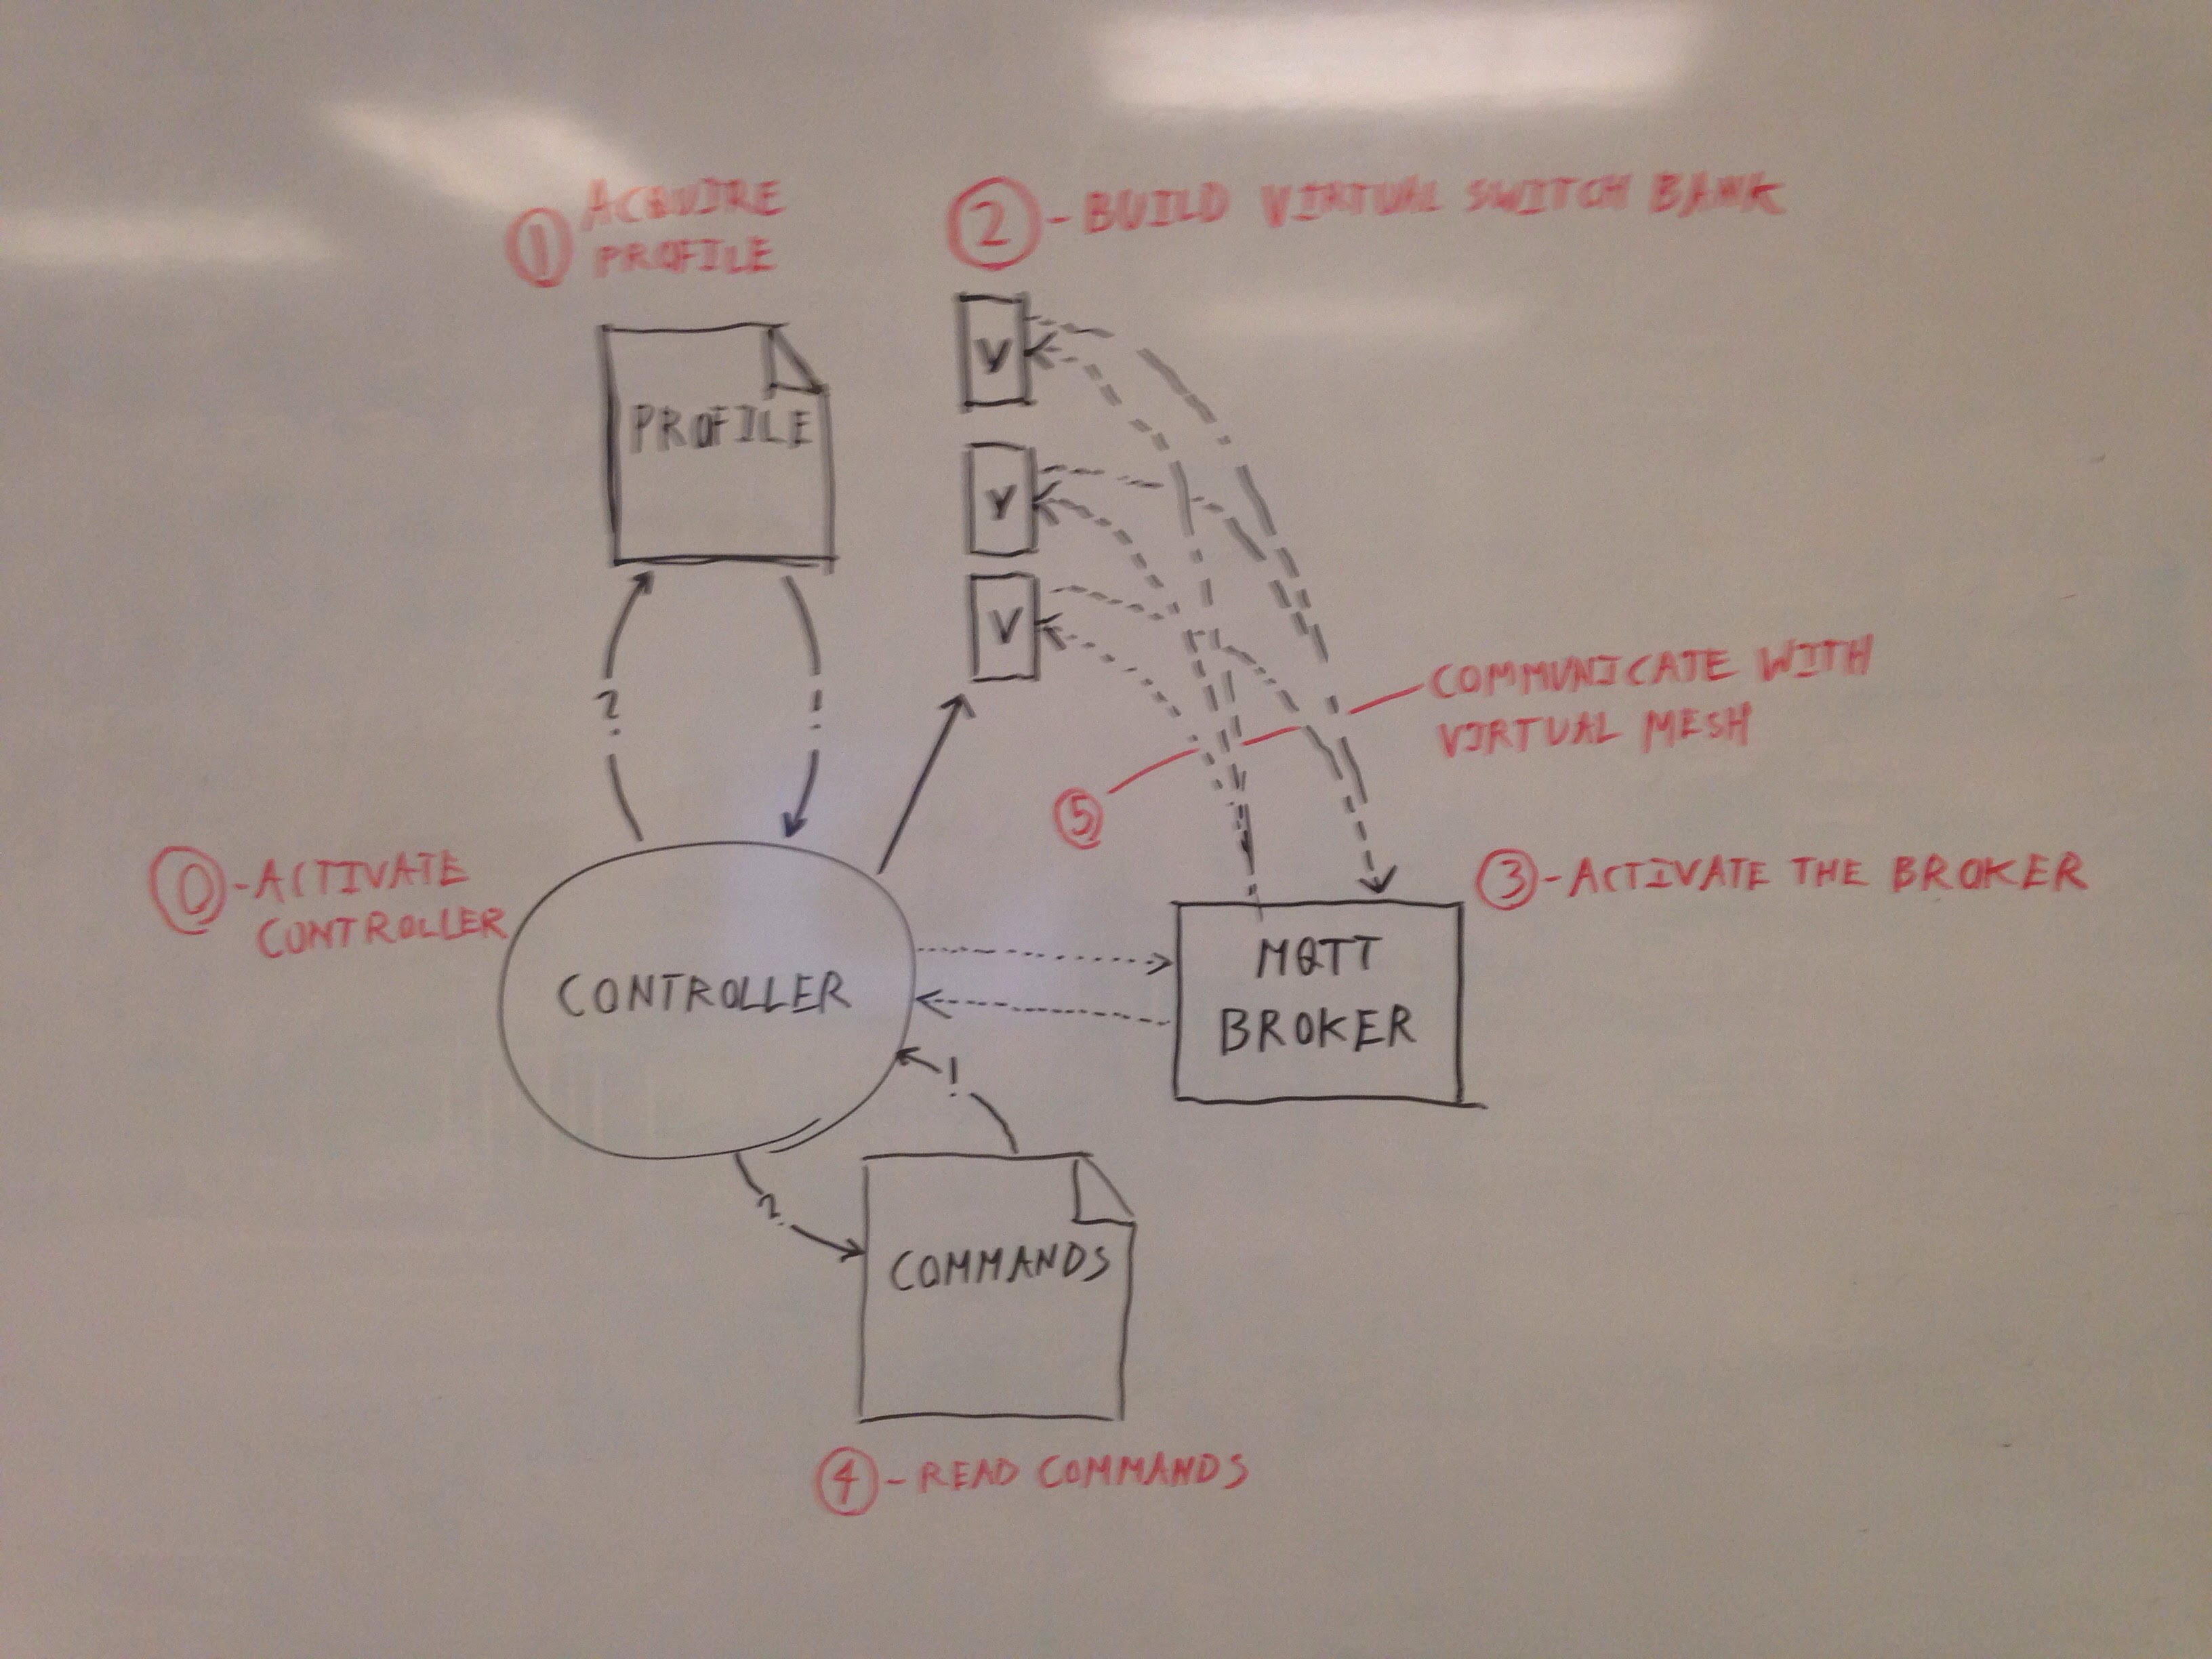 ① ACQUIRE
PROFILE
② - BUILD VIRTUAL SWITCH BANK
PROFILE
V
V
V
?
!
COMMUNICATE WITH
VIRTUAL MESH
⑤
⓪ - ACTIVATE
CONTROLLER
③ - ACTIVATE THE BROKER
CONTROLLER
MQTT
BROKER
!
?
COMMANDS
④ - READ COMMANDS